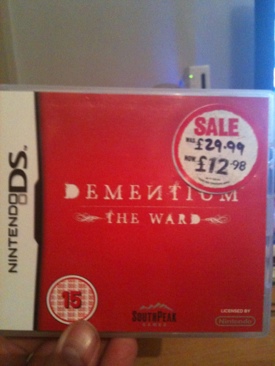 SALE
WAS £29.99
NOW £12.98
NINTENDO DS
DEMENTIUM
THE WARD
15
SOUTHPEAK
GAMES
LICENSED BY
Nintendo